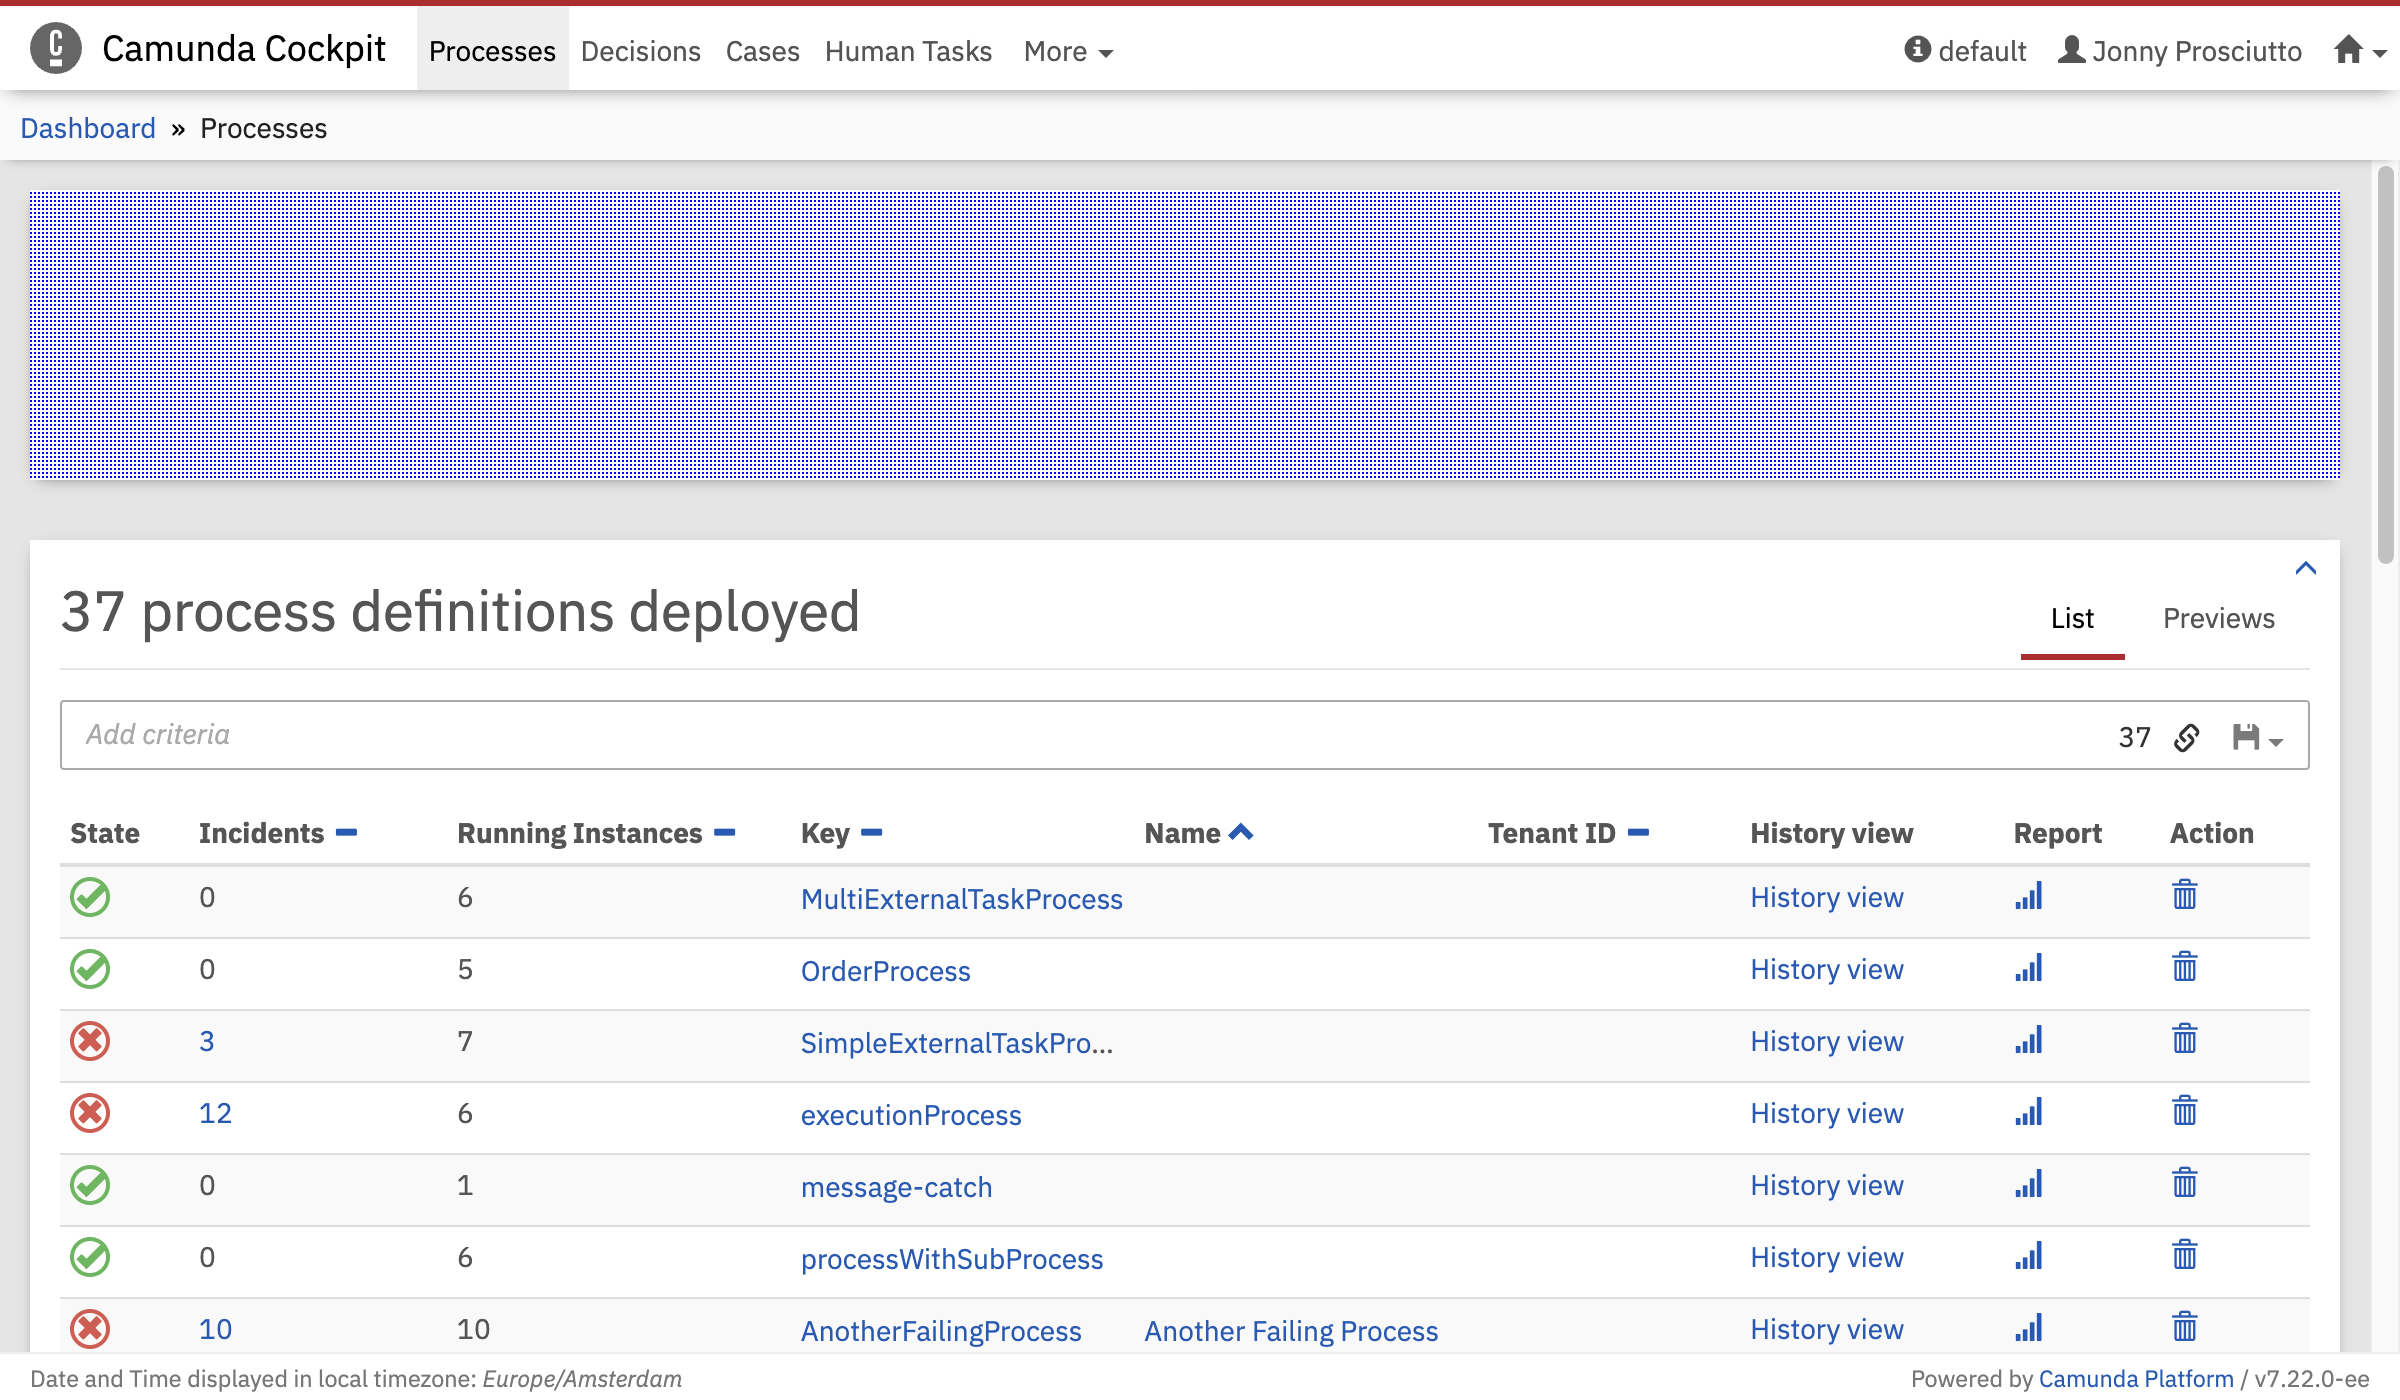 Camunda Cockpit Processes Decisions Cases Human Tasks More default Jonny Prosciutto
Dashboard » Processes
37 process definitions deployed
List Previews
Add criteria 37
State Incidents Running Instances Key Name Tenant ID History view Report Action
0 6 MultiExternalTaskProcess History view
0 5 OrderProcess History view
3 7 SimpleExternalTaskPro... History view
12 6 executionProcess History view
0 1 message-catch History view
0 6 processWithSubProcess History view
10 10 AnotherFailingProcess Another Failing Process History view
Date and Time displayed in local timezone: Europe/Amsterdam Powered by Camunda Platform / v7.22.0-ee